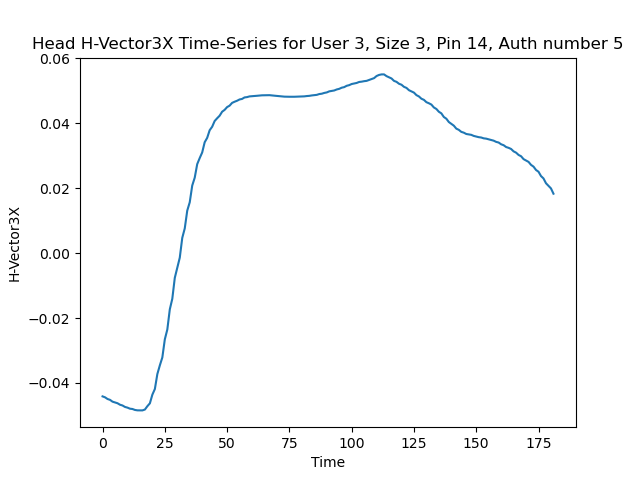 Head H-Vector3X Time-Series for User 3, Size 3, Pin 14, Auth number 5
0.06
0.04
0.02
0.00
−0.02
−0.04
H-Vector3X
0 25 50 75 100 125 150 175
Time